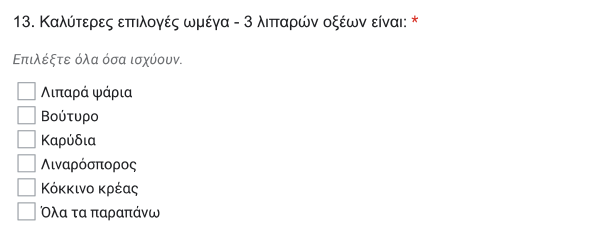 13. Καλύτερες επιλογές ωμέγα - 3 λιπαρών οξέων είναι: *
Επιλέξτε όλα όσα ισχύουν.
Λιπαρά ψάρια
Βούτυρο
Καρύδια
Λιναρόσπορος
Κόκκινο κρέας
Όλα τα παραπάνω